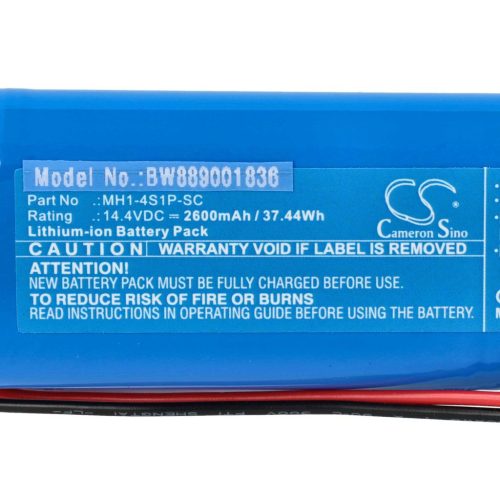 Model No.:BW889001836
Part No .: MH1-4S1P-SC
Rating .: 14.4VDC ⎓ 2600mAh / 37.44Wh
Lithium-ion Battery Pack
CS
Cameron Sino
CAUTION WARRANTY VOID IF LABEL IS REMOVED
ATTENTION!
NEW BATTERY PACK MUST BE FULLY CHARGED BEFORE USE.
TO REDUCE RISK OF FIRE OR BURNS
READ INSTRUCTIONS IN OPERATING GUIDE BEFORE USING THE BATTERY.